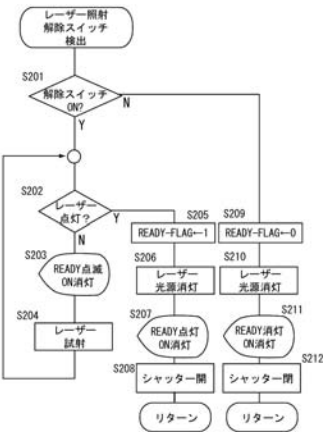 レーザー照射
解除スイッチ
検出
S201
解除スイッチ
ON?
N
Y
S202
レーザー
点灯?
Y
N
S203
READY点滅
ON消灯
S204
レーザー
試射
S205
READY-FLAG←1
S206
レーザー
光源消灯
S207
READY点灯
ON消灯
S208
シャッター開
リターン
S209
READY-FLAG←0
S210
レーザー
光源消灯
S211
READY消灯
ON消灯
S212
シャッター閉
リターン